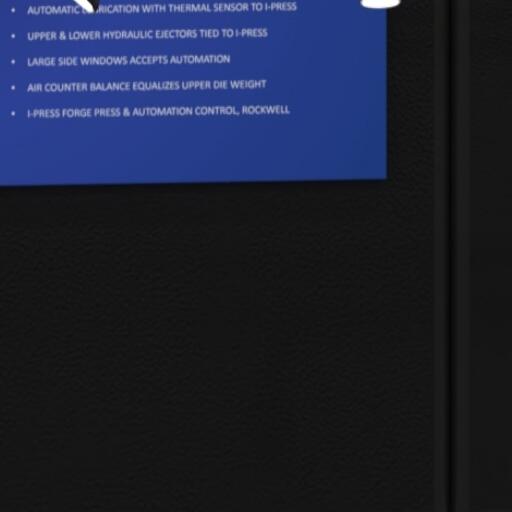 • AUTOMATIC WITH THERMAL SENSOR TO I-PRESS
• UPPER & LOWER HYDRAULIC EJECTORS TIED TO I-PRESS
• LARGE SIDE WINDOWS ACCEPTS AUTOMATION
• AIR COUNTER BALANCE EQUALIZES UPPER DIE WEIGHT
• I-PRESS FORGE PRESS & AUTOMATION CONTROL, ROCKWELL